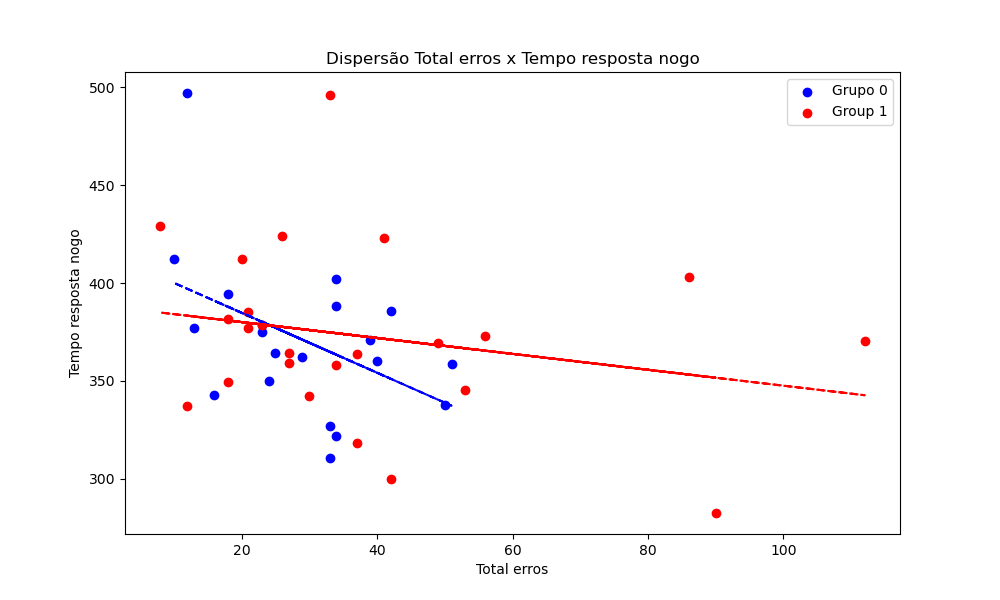 Dispersão Total erros x Tempo resposta nogo
Grupo 0
Group 1
Tempo resposta nogo
500
450
400
350
300
20 40 60 80 100
Total erros